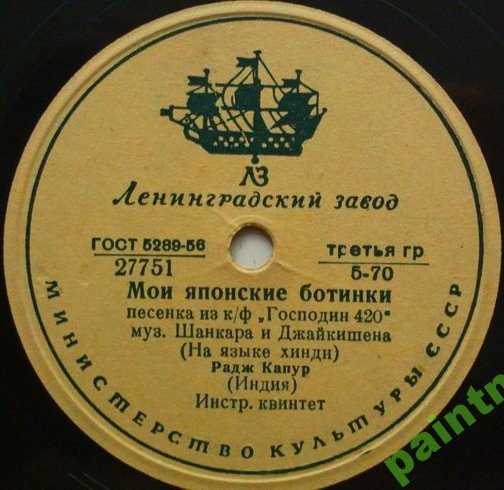 ЛЗ
Ленинградский завод
ГОСТ 5289-56
третья гр
27751
5-70
Мои японские ботинки
песенка из к/ф „Господин 420"
муз. Шанкара и Джайкишена
(На языке хинди)
Радж Капур
(Индия)
Инстр. квинтет
МИНИСТЕРСТВО КУЛЬТУРЫ СССР